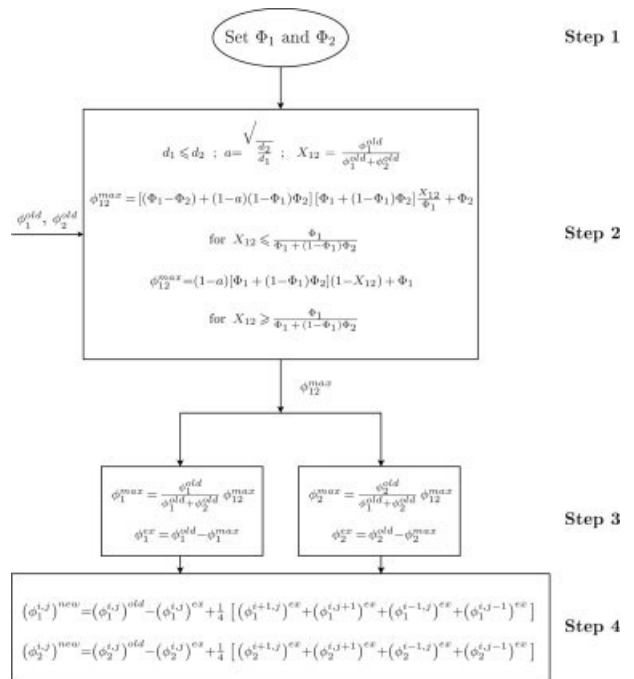 Set Φ₁ and Φ₂
Step 1
d₁ ⩽ d₂ ; a=√(d₂/d₁) ; X₁₂ = ϕ₁^{old}/(ϕ₁^{old}+ϕ₂^{old})
ϕ₁₂^{max}=[(Φ₁−Φ₂)+(1−a)(1−Φ₁)Φ₂][Φ₁+(1−Φ₁)Φ₂]X₁₂/Φ₁+Φ₂
ϕ₁^{old}, ϕ₂^{old}
for X₁₂ ⩽ Φ₁/(Φ₁+(1−Φ₁)Φ₂)
Step 2
ϕ₁₂^{max}=(1−a)[Φ₁+(1−Φ₁)Φ₂](1−X₁₂)+Φ₁
for X₁₂ ⩾ Φ₁/(Φ₁+(1−Φ₁)Φ₂)
ϕ₁₂^{max}
ϕ₁^{max}=ϕ₁^{old}/(ϕ₁^{old}+ϕ₂^{old}) ϕ₁₂^{max}
ϕ₁^{ex}=ϕ₁^{old}−ϕ₁^{max}
ϕ₂^{max}=ϕ₂^{old}/(ϕ₁^{old}+ϕ₂^{old}) ϕ₁₂^{max}
ϕ₂^{ex}=ϕ₂^{old}−ϕ₂^{max}
Step 3
(ϕ₁^{i,j})^{new}=(ϕ₁^{i,j})^{old}−(ϕ₁^{i,j})^{ex}+1/4 [(ϕ₁^{i+1,j})^{ex}+(ϕ₁^{i,j+1})^{ex}+(ϕ₁^{i−1,j})^{ex}+(ϕ₁^{i,j−1})^{ex}]
(ϕ₂^{i,j})^{new}=(ϕ₂^{i,j})^{old}−(ϕ₂^{i,j})^{ex}+1/4 [(ϕ₂^{i+1,j})^{ex}+(ϕ₂^{i,j+1})^{ex}+(ϕ₂^{i−1,j})^{ex}+(ϕ₂^{i,j−1})^{ex}]
Step 4